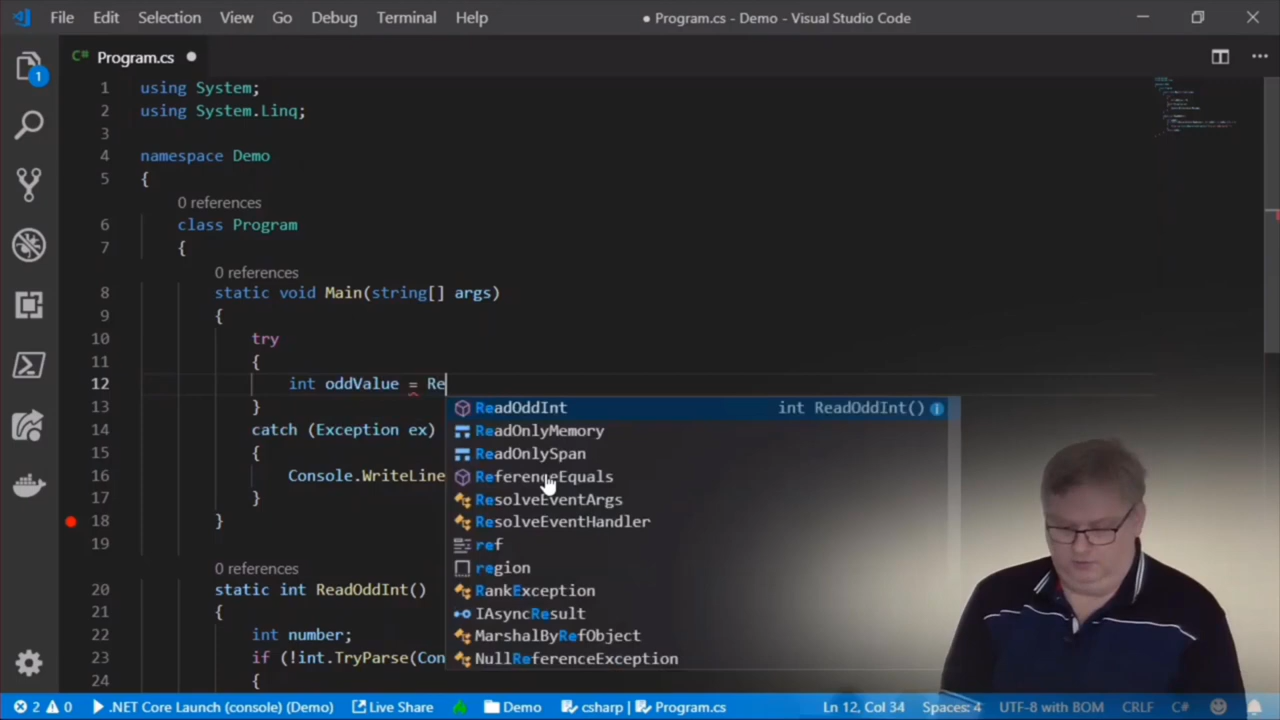 File Edit Selection View Go Debug Terminal Help ● Program.cs - Demo - Visual Studio Code
C# Program.cs ●
1
1 using System;
2 using System.Linq;
3
4 namespace Demo
5 {
0 references
6 class Program
7 {
0 references
8 static void Main(string[] args)
9 {
10 try
11 {
12 int oddValue = Re
ReadOddInt int ReadOddInt()
13 }
ReadOnlyMemory
14 catch (Exception ex)
ReadOnlySpan
15 {
16 Console.WriteLine
ReferenceEquals
17 }
ResolveEventArgs
18 }
ResolveEventHandler
19
ref
0 references
region
20 static int ReadOddInt()
RankException
21 {
IAsyncResult
22 int number;
MarshalByRefObject
23 if (!int.TryParse(Con
NullReferenceException
24 {
2 0 .NET Core Launch (console) (Demo) Live Share Demo csharp | Program.cs Ln 12, Col 34 Spaces: 4 UTF-8 with BOM CRLF C#